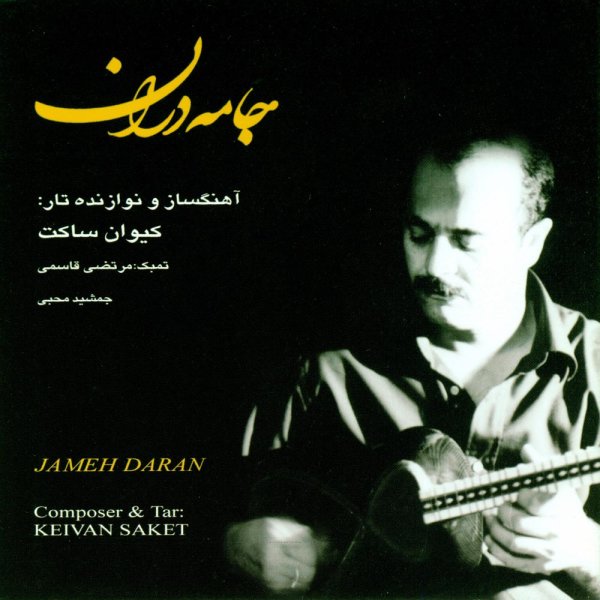 جامه دران
آهنگساز و نوازنده تار:
کیوان ساکت
تمبک:مرتضی قاسمی
جمشید محبی
JAMEH DARAN
Composer & Tar:
KEIVAN SAKET